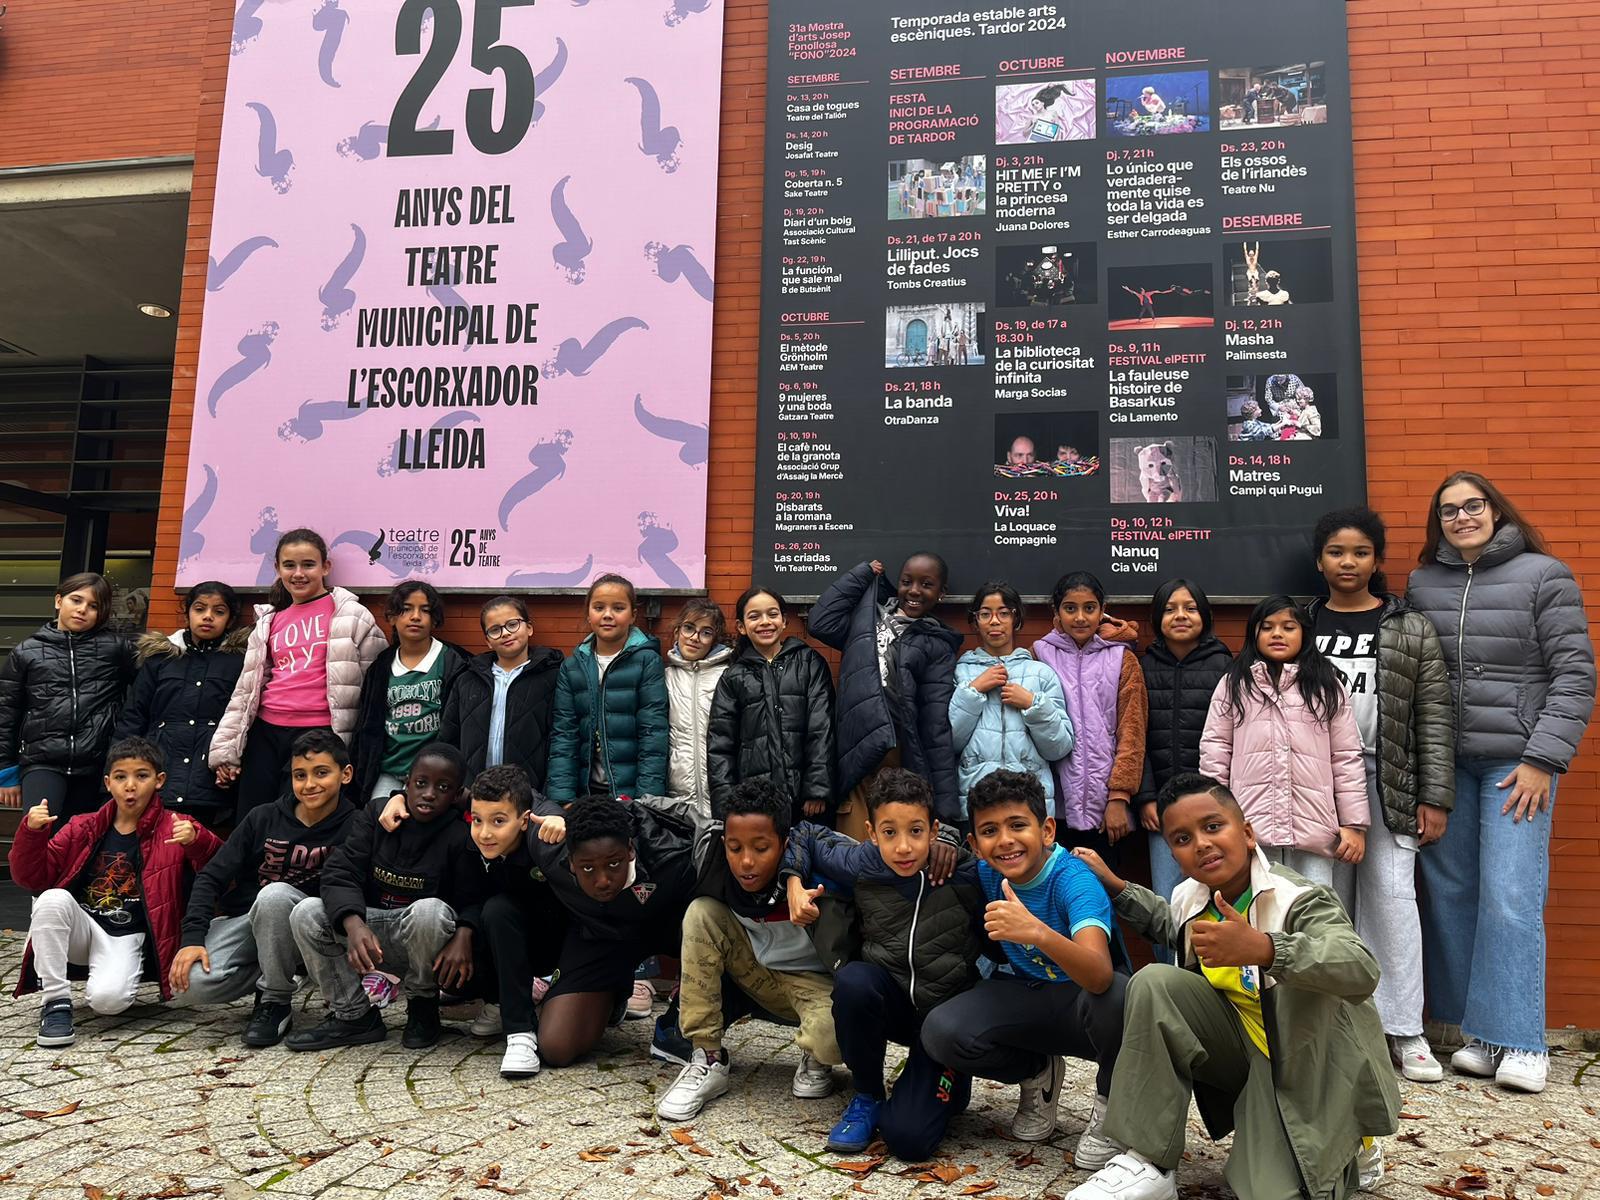 25
ANYS DEL
TEATRE
MUNICIPAL DE
L'ESCORXADOR
LLEIDA
teatre
municipal de
l'escorxador
lleida
25 ANYS
DE
TEATRE
31a Mostra
d'arts Josep
Fonollosa
"FONO"2024
SETEMBRE
Dv. 13, 20 h
Casa de togues
Teatre del Talión
Ds. 14, 20 h
Desig
Josafat Teatre
Dg. 15, 19 h
Coberta n. 5
Sake Teatre
Dj. 19, 20 h
Diari d'un boig
Associació Cultural
Tast Scènic
Dg. 22, 19 h
La función
que sale mal
B de Butsènit
OCTUBRE
Ds. 5, 20 h
El mètode
Grönholm
AEM Teatre
Dg. 6, 19 h
9 mujeres
y una boda
Gatzara Teatre
Dj. 10, 19 h
El cafè nou
de la granota
Associació Grup
d'Assaig la Mercè
Dg. 20, 19 h
Disbarats
a la romana
Magraners a Escena
Ds. 26, 20 h
Las criadas
Yin Teatre Pobre
Temporada estable arts
escèniques. Tardor 2024
SETEMBRE
FESTA
INICI DE LA
PROGRAMACIÓ
DE TARDOR
Ds. 21, de 17 a 20 h
Lilliput. Jocs
de fades
Tombs Creatius
Ds. 21, 18 h
La banda
OtraDanza
OCTUBRE
Dj. 3, 21 h
HIT ME iF I'M
PRETTY o
la princesa
moderna
Juana Dolores
Ds. 19, de 17 a
18.30 h
La biblioteca
de la curiositat
infinita
Marga Socias
Dv. 25, 20 h
Viva!
La Loquace
Compagnie
NOVEMBRE
Dj. 7, 21 h
Lo único que
verdadera-
mente quise
toda la vida es
ser delgada
Esther Carrodeaguas
Ds. 9, 11 h
FESTIVAL elPETIT
La fauleuse
histoire de
Basarkus
Cia Lamento
Dg. 10, 12 h
FESTIVAL elPETIT
Nanuq
Cia Voël
Ds. 23, 20 h
Els ossos
de l'irlandès
Teatre Nu
DESEMBRE
Dj. 12, 21 h
Masha
Palimsesta
Ds. 14, 18 h
Matres
Campi qui Pugui
LOVE
1998
NEW YORK